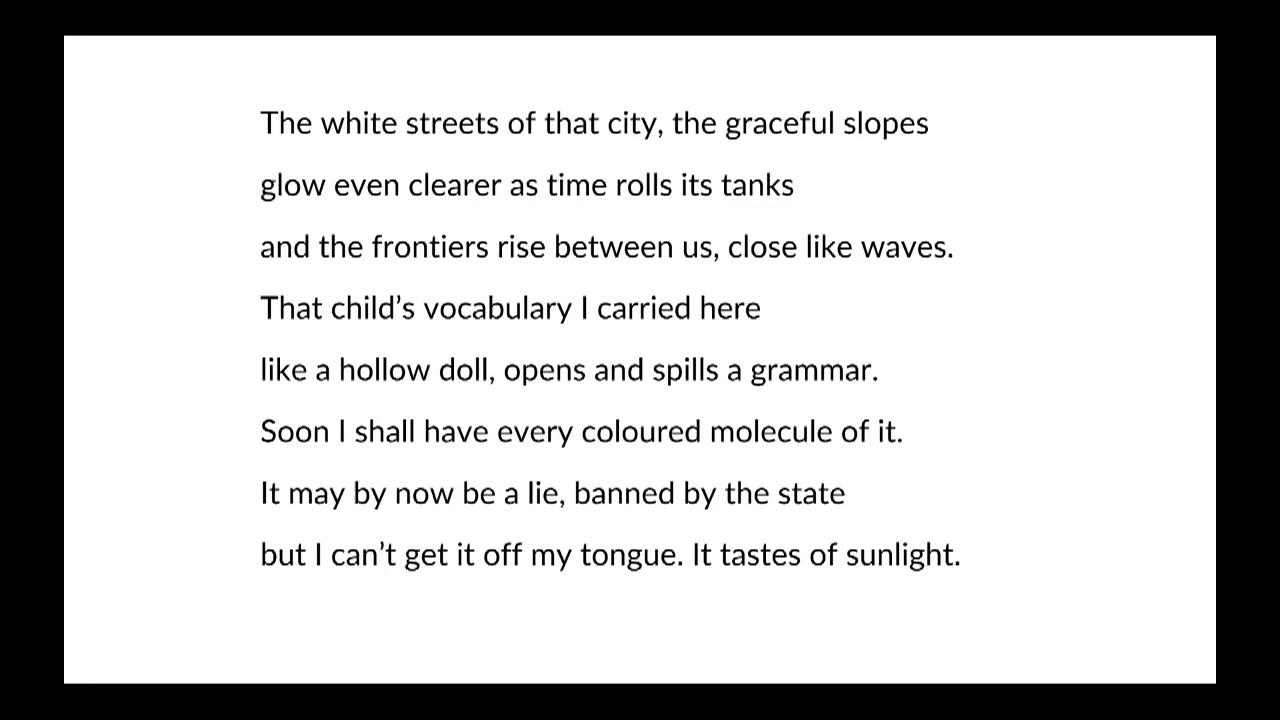 The white streets of that city, the graceful slopes
glow even clearer as time rolls its tanks
and the frontiers rise between us, close like waves.
That child’s vocabulary I carried here
like a hollow doll, opens and spills a grammar.
Soon I shall have every coloured molecule of it.
It may by now be a lie, banned by the state
but I can’t get it off my tongue. It tastes of sunlight.